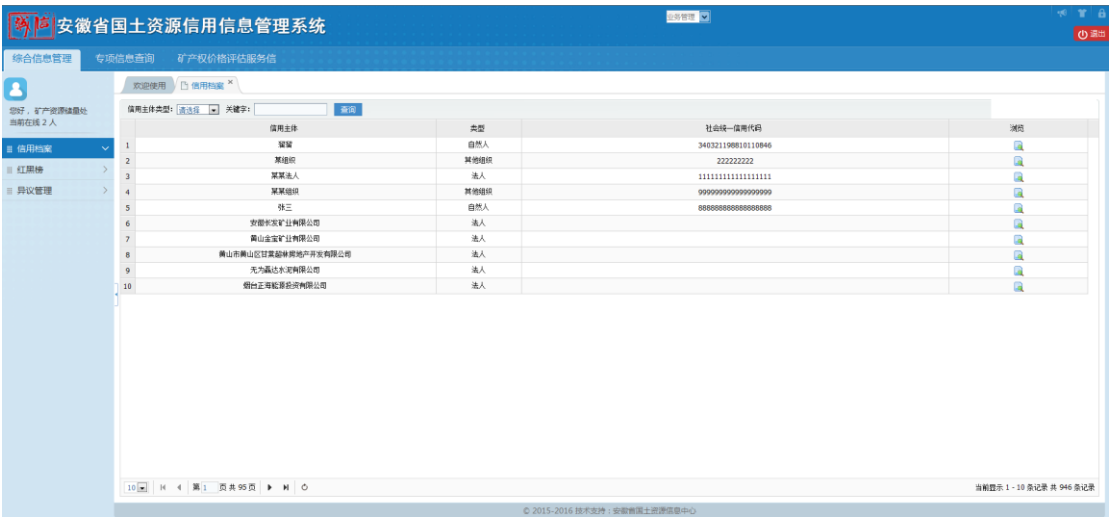 安徽省国土资源信用信息管理系统
业务管理
退出
综合信息管理 专项信息查询 矿产权价格评估服务信
欢迎使用 信用档案 ×
您好，矿产资源储量处
当前在线 2 人
信用主体类型: 请选择 关键字: 查询
信用档案
红黑榜
异议管理
信用主体 类型 社会统一信用代码 浏览
1 自然人 340321198810110846
2 某组织 其他组织 222222222
3 某某法人 法人 111111111111111111
4 某某组织 其他组织 999999999999999999
5 张三 自然人 888888888888888888
6 安徽长发矿业有限公司 法人
7 黄山金宝矿业有限公司 法人
8 黄山市黄山区甘棠韶林房地产开发有限公司 法人
9 无为磊达水泥有限公司 法人
10 烟台正海能源投资有限公司 法人
10 第 1 页 共 95 页
当前显示 1 - 10 条记录 共 946 条记录
© 2015-2016 技术支持：安徽省国土资源信息中心